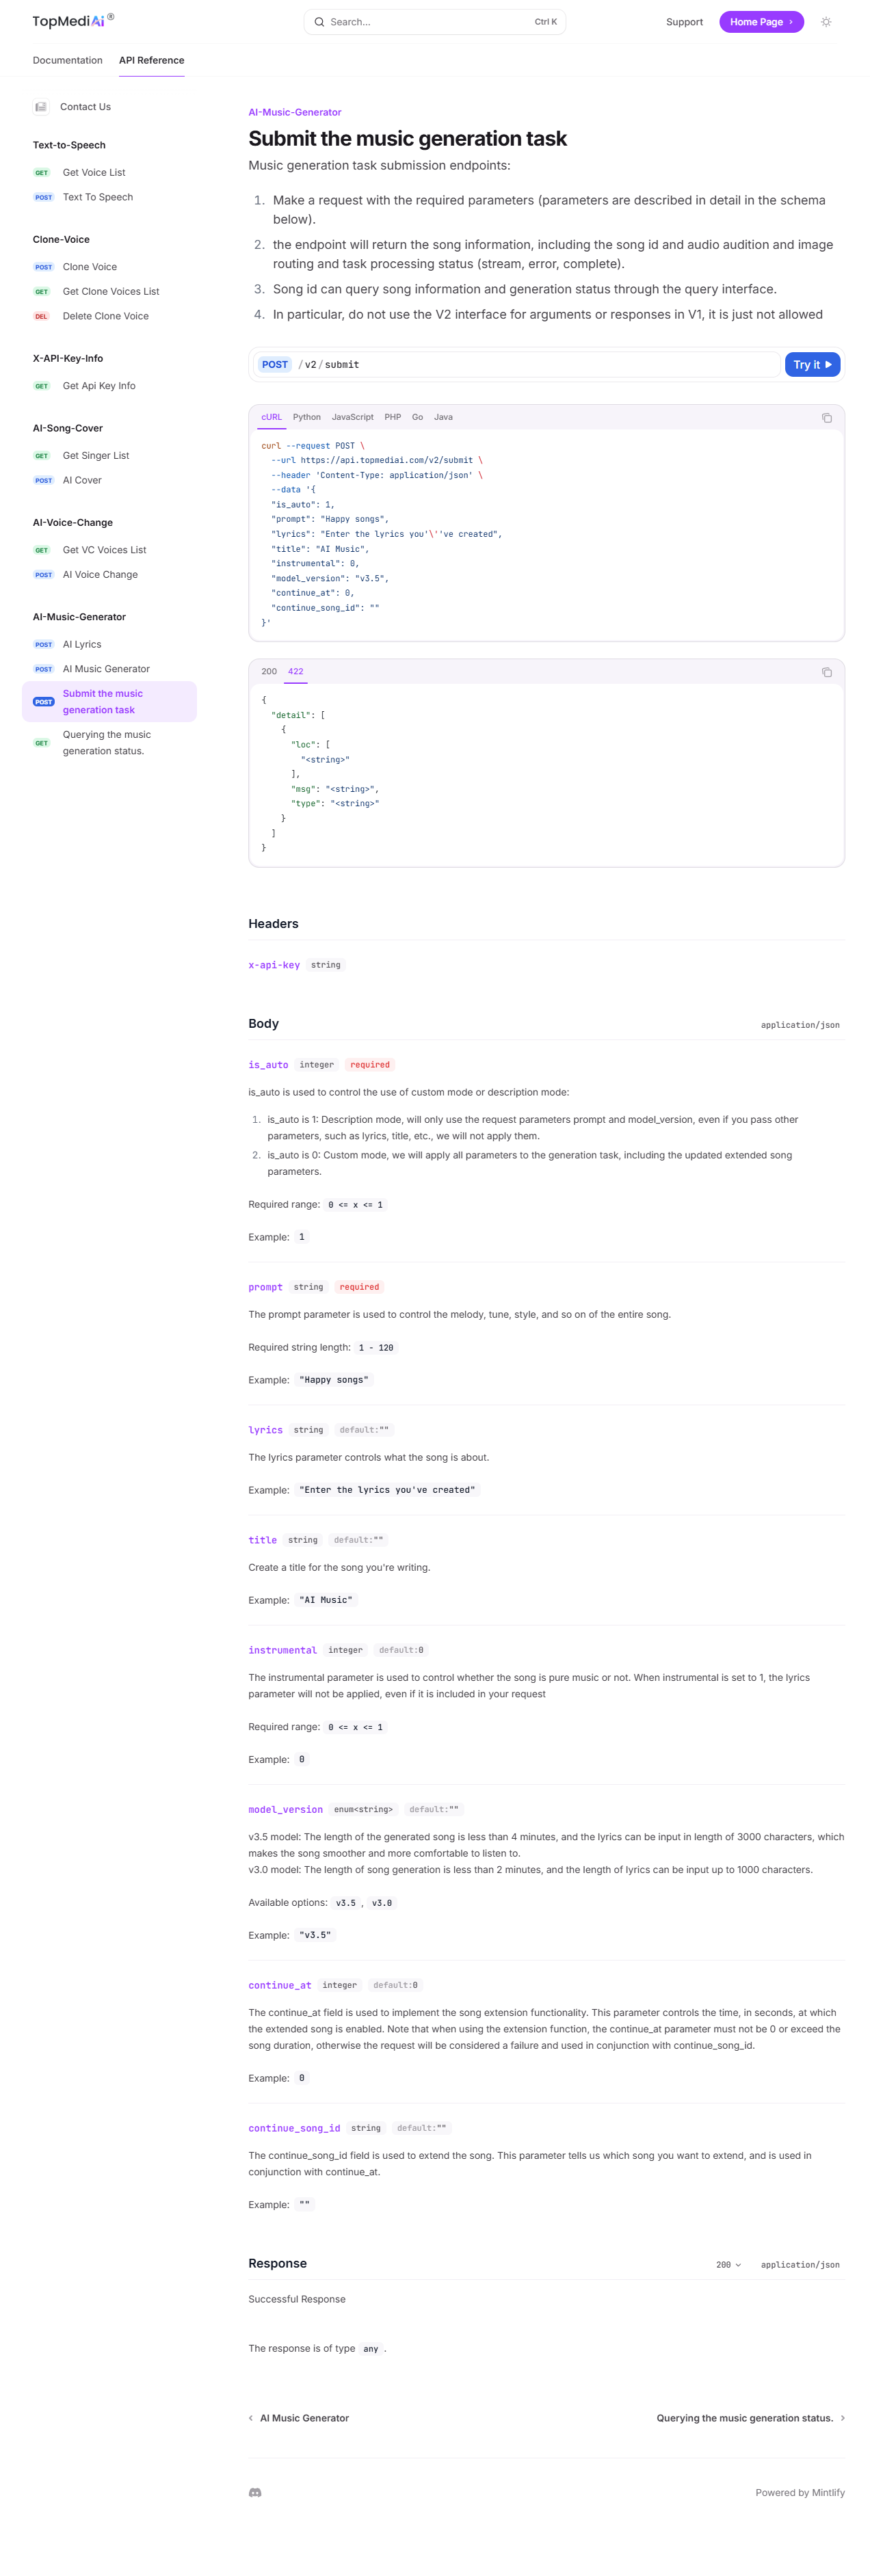 TopMediAi ®
Search...
Ctrl K
Support
Home Page ›
Documentation
API Reference
Contact Us
Text-to-Speech
GET Get Voice List
POST Text To Speech
Clone-Voice
POST Clone Voice
GET Get Clone Voices List
DEL Delete Clone Voice
X-API-Key-Info
GET Get Api Key Info
AI-Song-Cover
GET Get Singer List
POST AI Cover
AI-Voice-Change
GET Get VC Voices List
POST AI Voice Change
AI-Music-Generator
POST AI Lyrics
POST AI Music Generator
POST Submit the music
generation task
GET Querying the music
generation status.
AI-Music-Generator
Submit the music generation task
Music generation task submission endpoints:
1. Make a request with the required parameters (parameters are described in detail in the schema
below).
2. the endpoint will return the song information, including the song id and audio audition and image
routing and task processing status (stream, error, complete).
3. Song id can query song information and generation status through the query interface.
4. In particular, do not use the V2 interface for arguments or responses in V1, it is just not allowed
POST / v2 / submit
Try it
cURL Python JavaScript PHP Go Java
curl --request POST \
--url https://api.topmediai.com/v2/submit \
--header 'Content-Type: application/json' \
--data '{
"is_auto": 1,
"prompt": "Happy songs",
"lyrics": "Enter the lyrics you'\''ve created",
"title": "AI Music",
"instrumental": 0,
"model_version": "v3.5",
"continue_at": 0,
"continue_song_id": ""
}'
200 422
{
"detail": [
{
"loc": [
"<string>"
],
"msg": "<string>",
"type": "<string>"
}
]
}
Headers
x-api-key string
Body
application/json
is_auto integer required
is_auto is used to control the use of custom mode or description mode:
1. is_auto is 1: Description mode, will only use the request parameters prompt and model_version, even if you pass other
parameters, such as lyrics, title, etc., we will not apply them.
2. is_auto is 0: Custom mode, we will apply all parameters to the generation task, including the updated extended song
parameters.
Required range: 0 <= x <= 1
Example: 1
prompt string required
The prompt parameter is used to control the melody, tune, style, and so on of the entire song.
Required string length: 1 - 120
Example: "Happy songs"
lyrics string default:""
The lyrics parameter controls what the song is about.
Example: "Enter the lyrics you've created"
title string default:""
Create a title for the song you're writing.
Example: "AI Music"
instrumental integer default:0
The instrumental parameter is used to control whether the song is pure music or not. When instrumental is set to 1, the lyrics
parameter will not be applied, even if it is included in your request
Required range: 0 <= x <= 1
Example: 0
model_version enum<string> default:""
v3.5 model: The length of the generated song is less than 4 minutes, and the lyrics can be input in length of 3000 characters, which
makes the song smoother and more comfortable to listen to.
v3.0 model: The length of song generation is less than 2 minutes, and the length of lyrics can be input up to 1000 characters.
Available options: v3.5 , v3.0
Example: "v3.5"
continue_at integer default:0
The continue_at field is used to implement the song extension functionality. This parameter controls the time, in seconds, at which
the extended song is enabled. Note that when using the extension function, the continue_at parameter must not be 0 or exceed the
song duration, otherwise the request will be considered a failure and used in conjunction with continue_song_id.
Example: 0
continue_song_id string default:""
The continue_song_id field is used to extend the song. This parameter tells us which song you want to extend, and is used in
conjunction with continue_at.
Example: ""
Response
200
application/json
Successful Response
The response is of type any .
‹ AI Music Generator
Querying the music generation status. ›
Powered by Mintlify